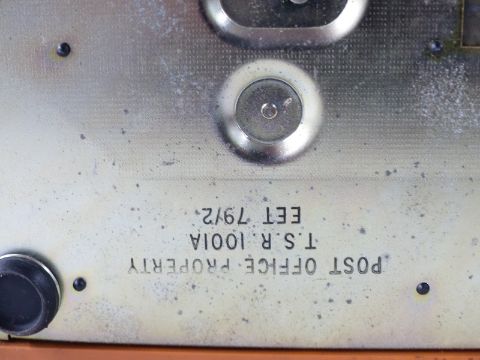 POST OFFICE PROPERTY
T.S.R. 1001A
EET 79/2.